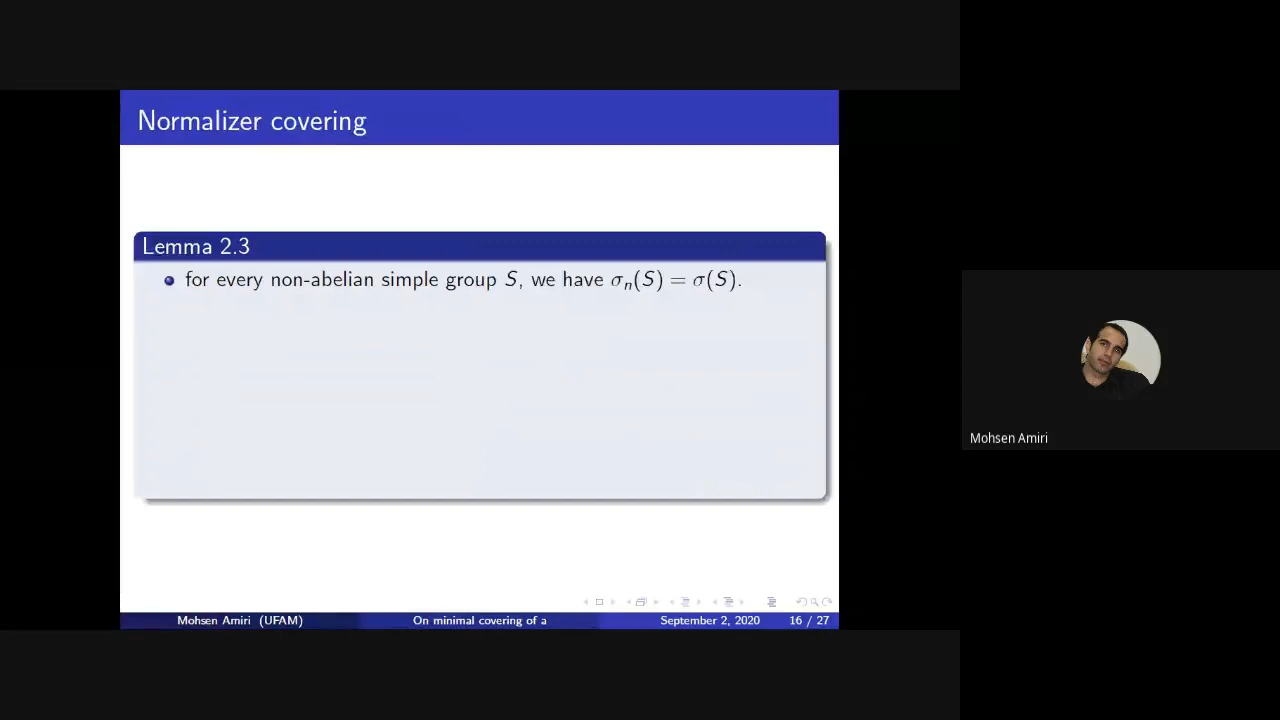 Normalizer covering
Lemma 2.3
for every non-abelian simple group S, we have σₙ(S) = σ(S).
Mohsen Amiri
Mohsen Amiri (UFAM) On minimal covering of a September 2, 2020 16 / 27